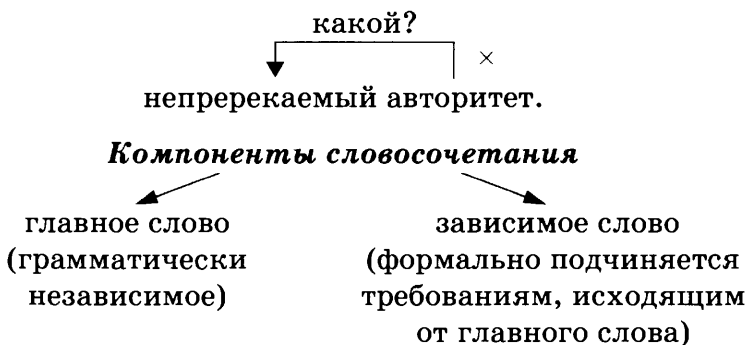 какой?
×
непререкаемый авторитет.
Компоненты словосочетания
главное слово
(грамматически
независимое)
зависимое слово
(формально подчиняется
требованиям, исходящим
от главного слова)